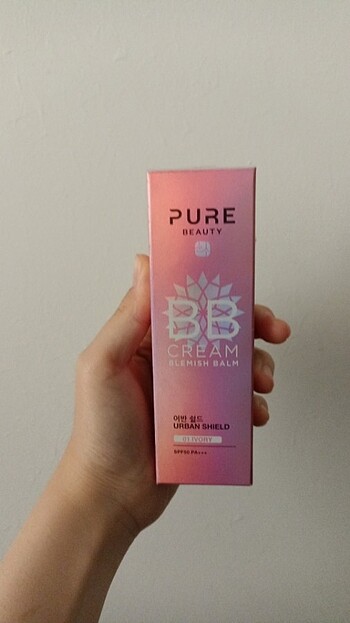 PURE
BEAUTY
BB
CREAM
BLEMISH BALM
어반 쉴드
URBAN SHIELD
01 IVORY
SPF50 PA+++